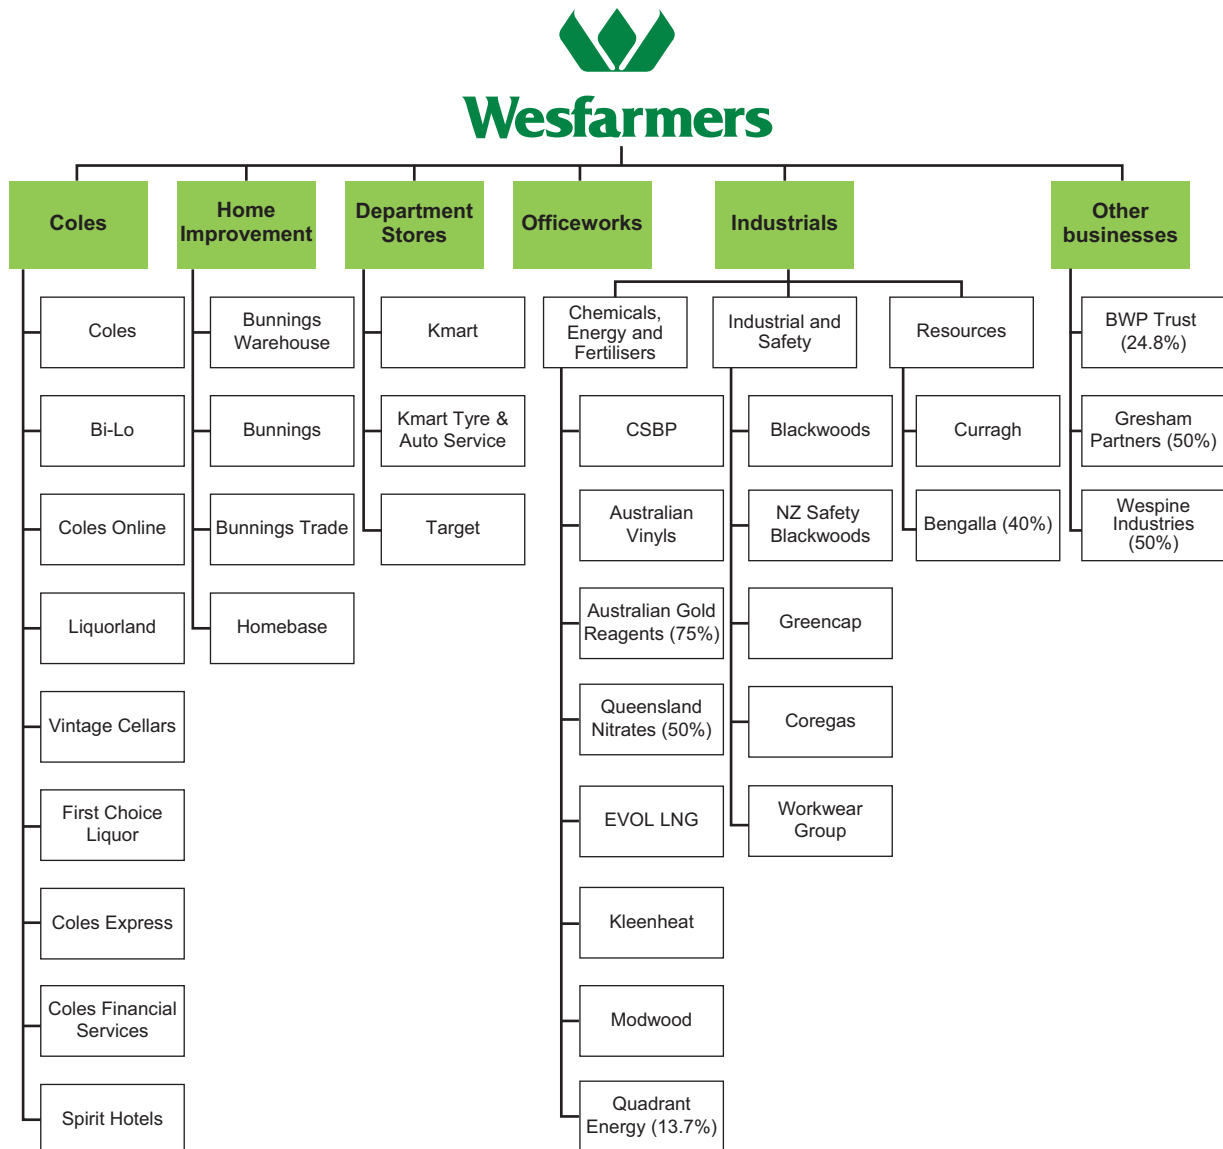 Wesfarmers
Coles
Home
Improvement
Department
Stores
Officeworks
Industrials
Other
businesses
Coles
Bi-Lo
Coles Online
Liquorland
Vintage Cellars
First Choice
Liquor
Coles Express
Coles Financial
Services
Spirit Hotels
Bunnings
Warehouse
Bunnings
Bunnings Trade
Homebase
Kmart
Kmart Tyre &
Auto Service
Target
Chemicals,
Energy and
Fertilisers
CSBP
Australian
Vinyls
Australian Gold
Reagents (75%)
Queensland
Nitrates (50%)
EVOL LNG
Kleenheat
Modwood
Quadrant
Energy (13.7%)
Industrial and
Safety
Blackwoods
NZ Safety
Blackwoods
Greencap
Coregas
Workwear
Group
Resources
Curragh
Bengalla (40%)
BWP Trust
(24.8%)
Gresham
Partners (50%)
Wespine
Industries
(50%)